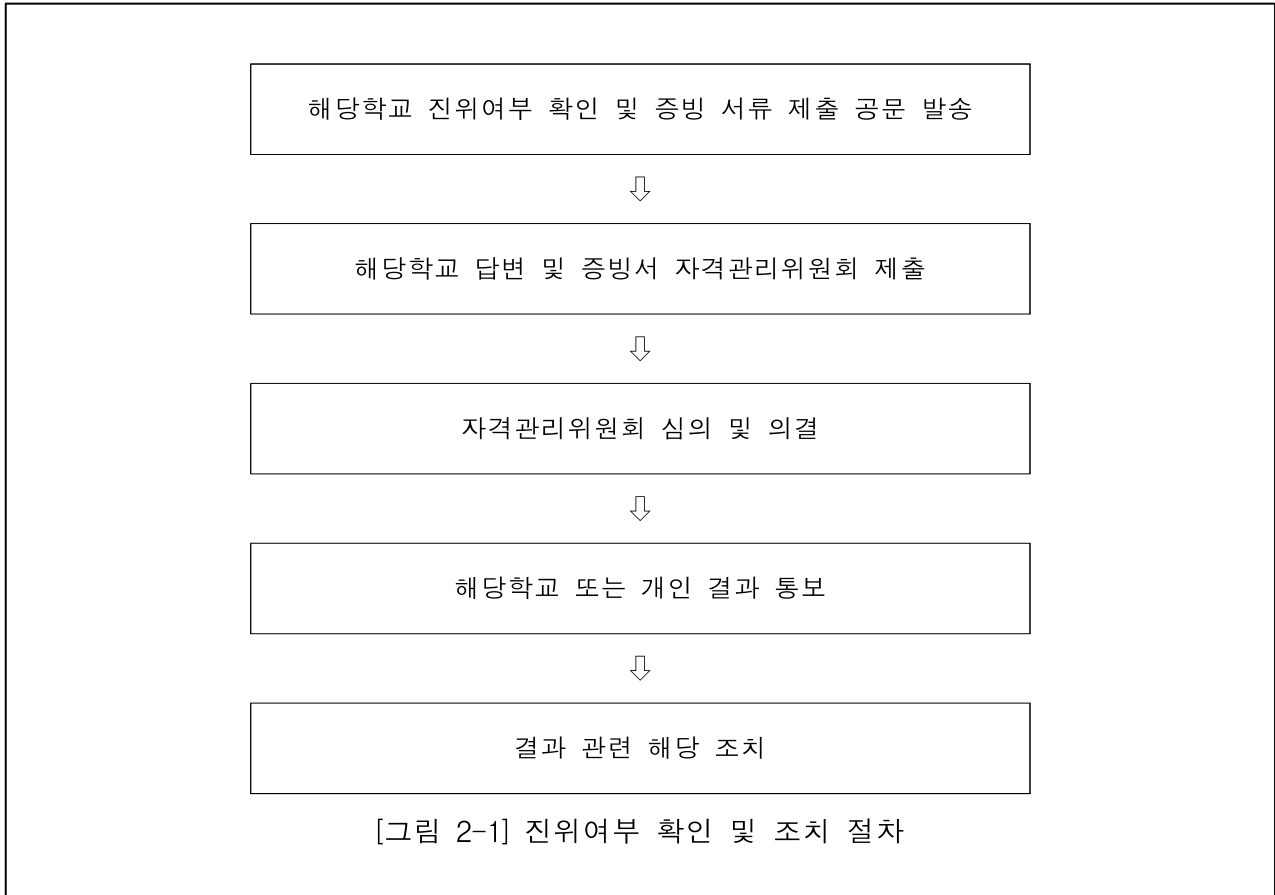 해당학교 진위여부 확인 및 증빙 서류 제출 공문 발송
⇩
해당학교 답변 및 증빙서 자격관리위원회 제출
⇩
자격관리위원회 심의 및 의결
⇩
해당학교 또는 개인 결과 통보
⇩
결과 관련 해당 조치
[그림 2-1] 진위여부 확인 및 조치 절차